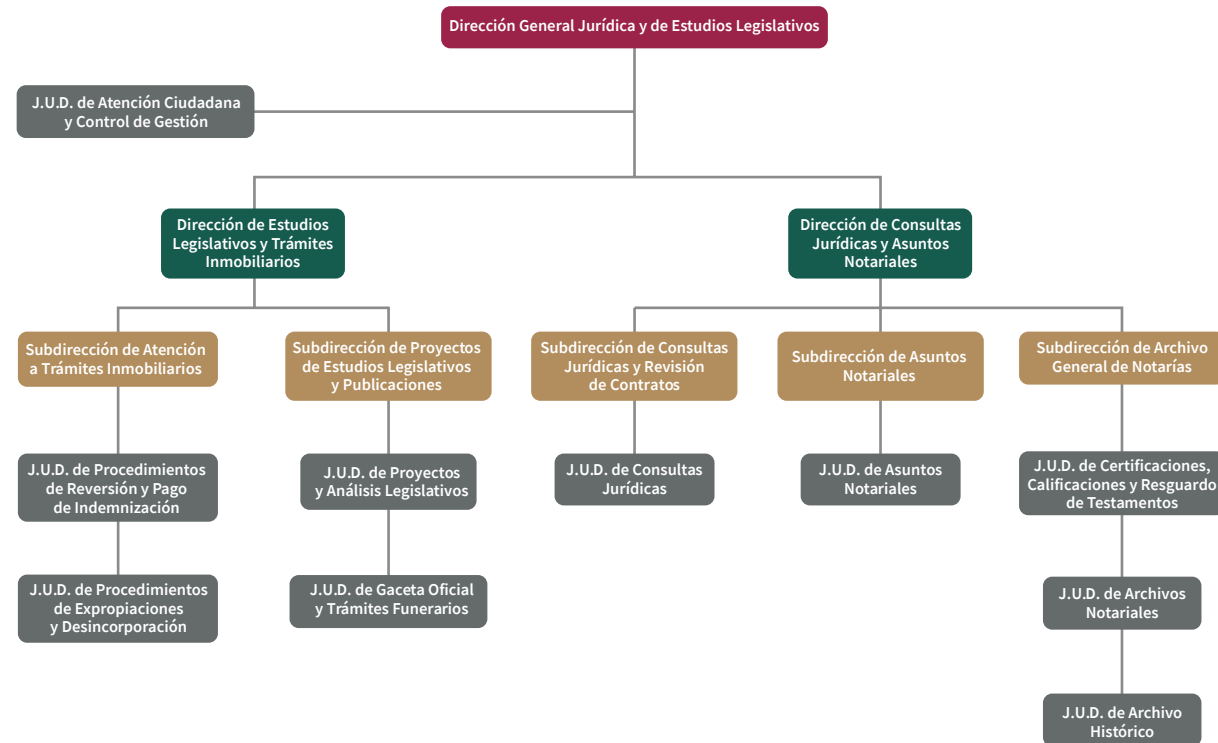 Dirección General Jurídica y de Estudios Legislativos
J.U.D. de Atención Ciudadana
y Control de Gestión
Dirección de Estudios
Legislativos y Trámites
Inmobiliarios
Dirección de Consultas
Jurídicas y Asuntos
Notariales
Subdirección de Atención
a Trámites Inmobiliarios
Subdirección de Proyectos
de Estudios Legislativos
y Publicaciones
Subdirección de Consultas
Jurídicas y Revisión
de Contratos
Subdirección de Asuntos
Notariales
Subdirección de Archivo
General de Notarías
J.U.D. de Procedimientos
de Reversión y Pago
de Indemnización
J.U.D. de Proyectos
y Análisis Legislativos
J.U.D. de Consultas
Jurídicas
J.U.D. de Asuntos
Notariales
J.U.D. de Certificaciones,
Calificaciones y Resguardo
de Testamentos
J.U.D. de Procedimientos
de Expropiaciones
y Desincorporación
J.U.D. de Gaceta Oficial
y Trámites Funerarios
J.U.D. de Archivos
Notariales
J.U.D. de Archivo
Histórico